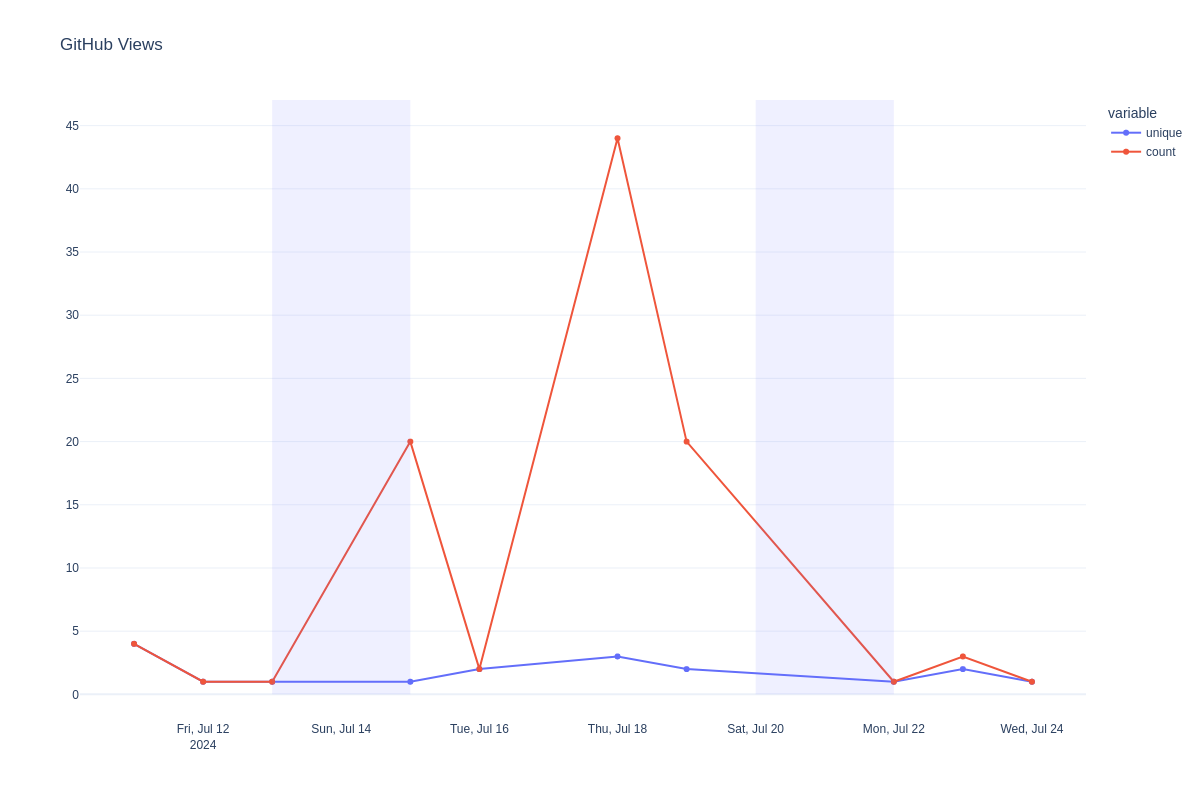 GitHub Views
variable
unique
count
45
40
35
30
25
20
15
10
5
0
Fri, Jul 12
2024
Sun, Jul 14
Tue, Jul 16
Thu, Jul 18
Sat, Jul 20
Mon, Jul 22
Wed, Jul 24